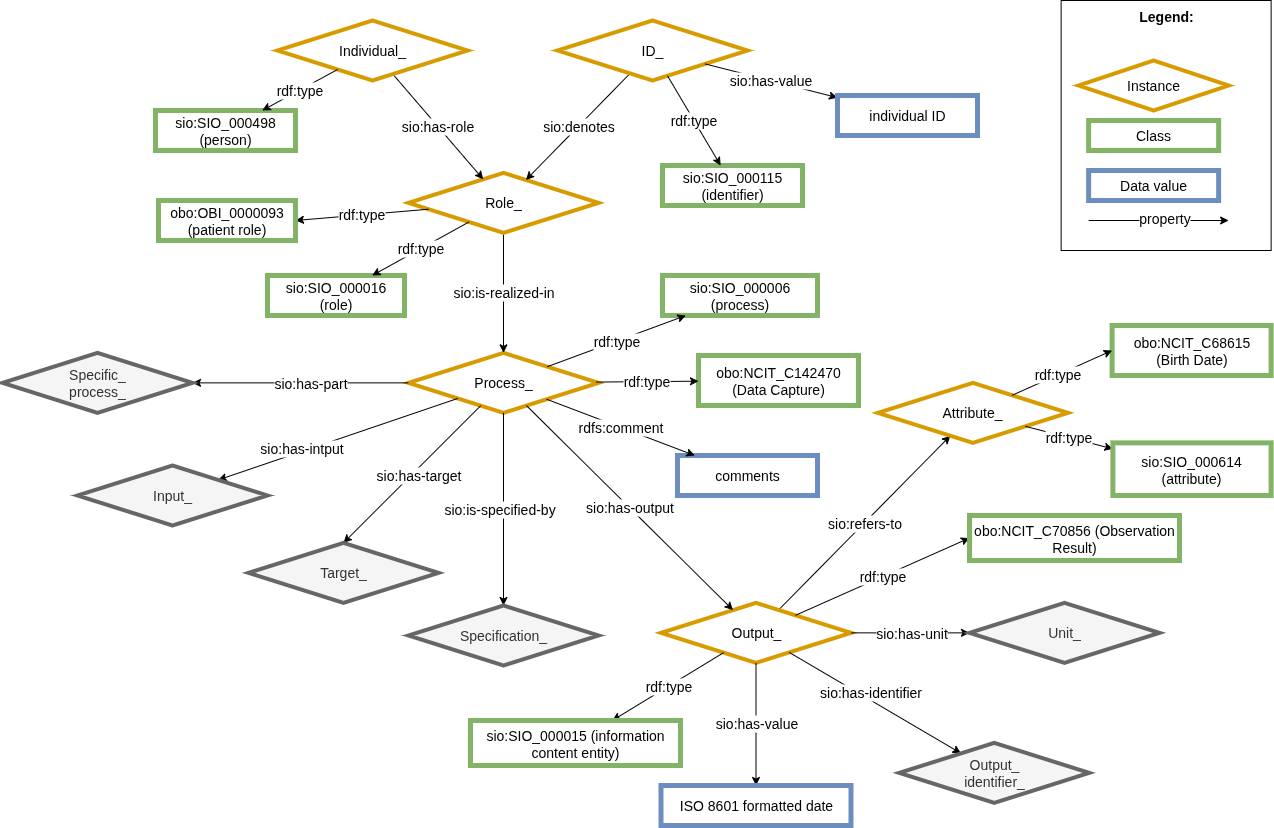 Legend:
Individual_
ID_
Instance
rdf:type
sio:has-value
individual ID
sio:SIO_000498
(person)
sio:has-role
sio:denotes
rdf:type
Class
sio:SIO_000115
(identifier)
Data value
Role_
obo:OBI_0000093
(patient role)
rdf:type
property
rdf:type
sio:SIO_000016
(role)
sio:is-realized-in
sio:SIO_000006
(process)
rdf:type
obo:NCIT_C68615
(Birth Date)
Specific_
process_
sio:has-part
Process_
rdf:type
obo:NCIT_C142470
(Data Capture)
rdf:type
Attribute_
rdfs:comment
rdf:type
sio:has-intput
sio:SIO_000614
(attribute)
sio:has-target
comments
Input_
sio:is-specified-by
sio:has-output
sio:refers-to
obo:NCIT_C70856 (Observation
Result)
Target_
rdf:type
Specification_
Output_
sio:has-unit
Unit_
rdf:type
sio:has-identifier
sio:has-value
sio:SIO_000015 (information
content entity)
Output_
identifier_
ISO 8601 formatted date